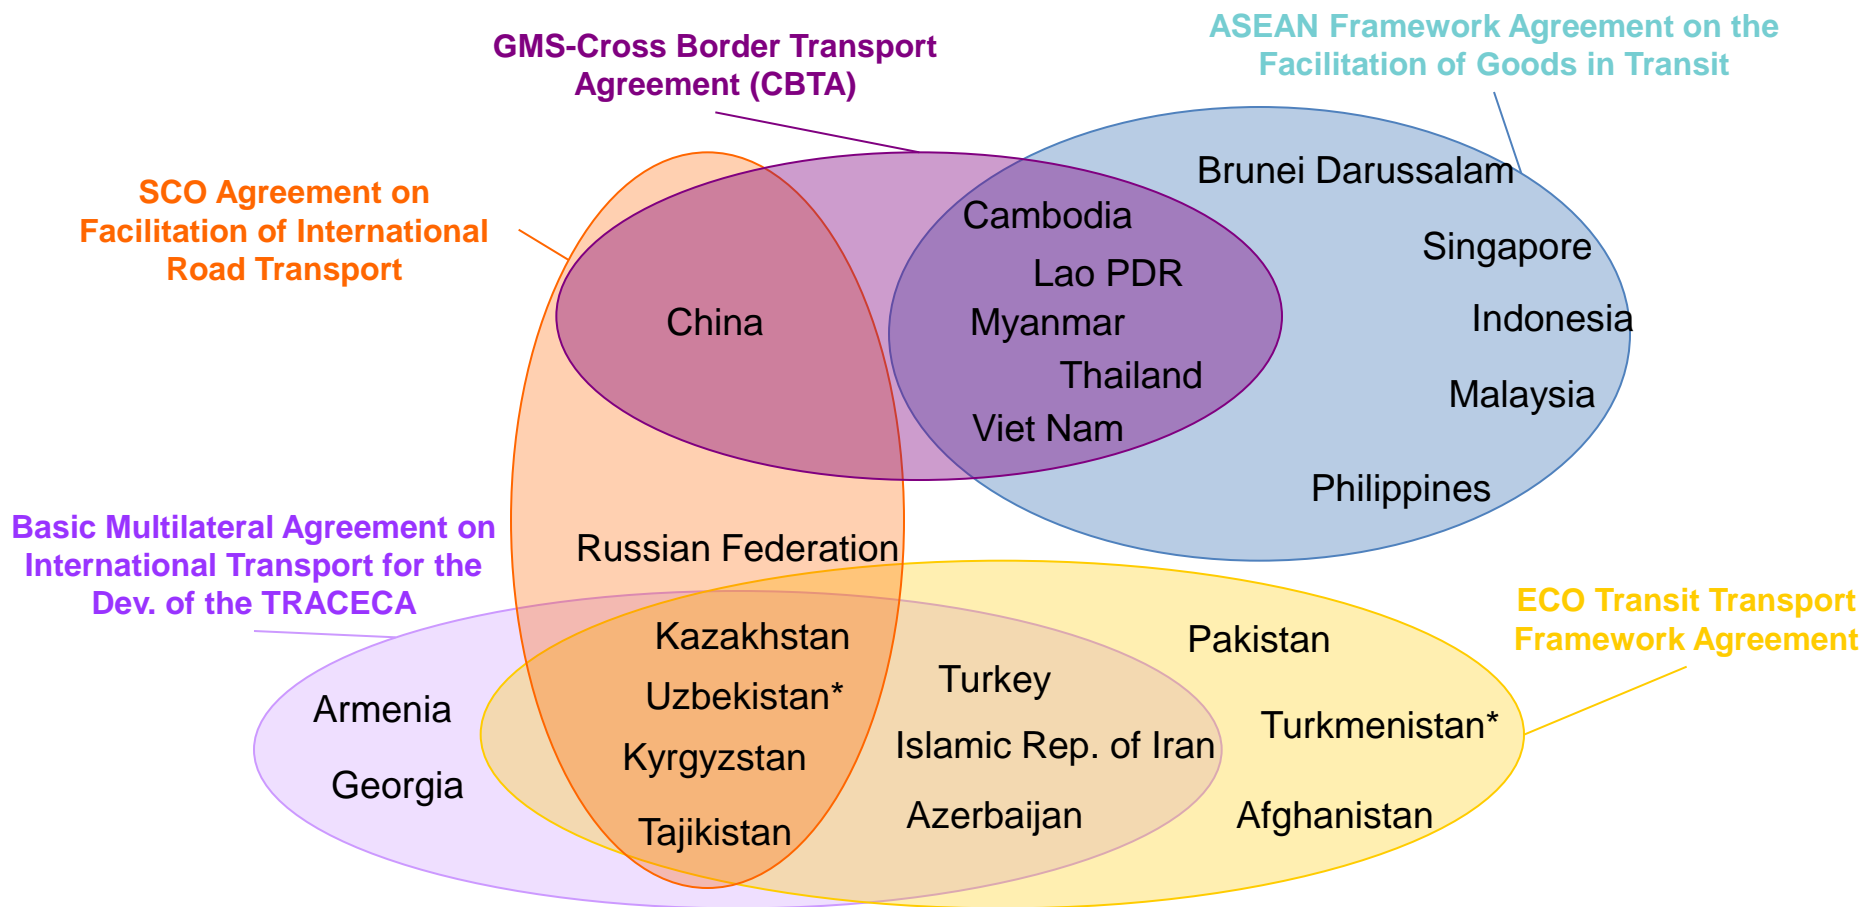 GMS-Cross Border Transport
Agreement (CBTA)
ASEAN Framework Agreement on the
Facilitation of Goods in Transit
SCO Agreement on
Facilitation of International
Road Transport
Brunei Darussalam
Cambodia
Singapore
Lao PDR
China
Myanmar
Indonesia
Thailand
Malaysia
Viet Nam
Philippines
Basic Multilateral Agreement on
International Transport for the
Dev. of the TRACECA
Russian Federation
ECO Transit Transport
Framework Agreement
Kazakhstan
Pakistan
Turkey
Uzbekistan*
Armenia
Turkmenistan*
Islamic Rep. of Iran
Kyrgyzstan
Georgia
Azerbaijan
Afghanistan
Tajikistan